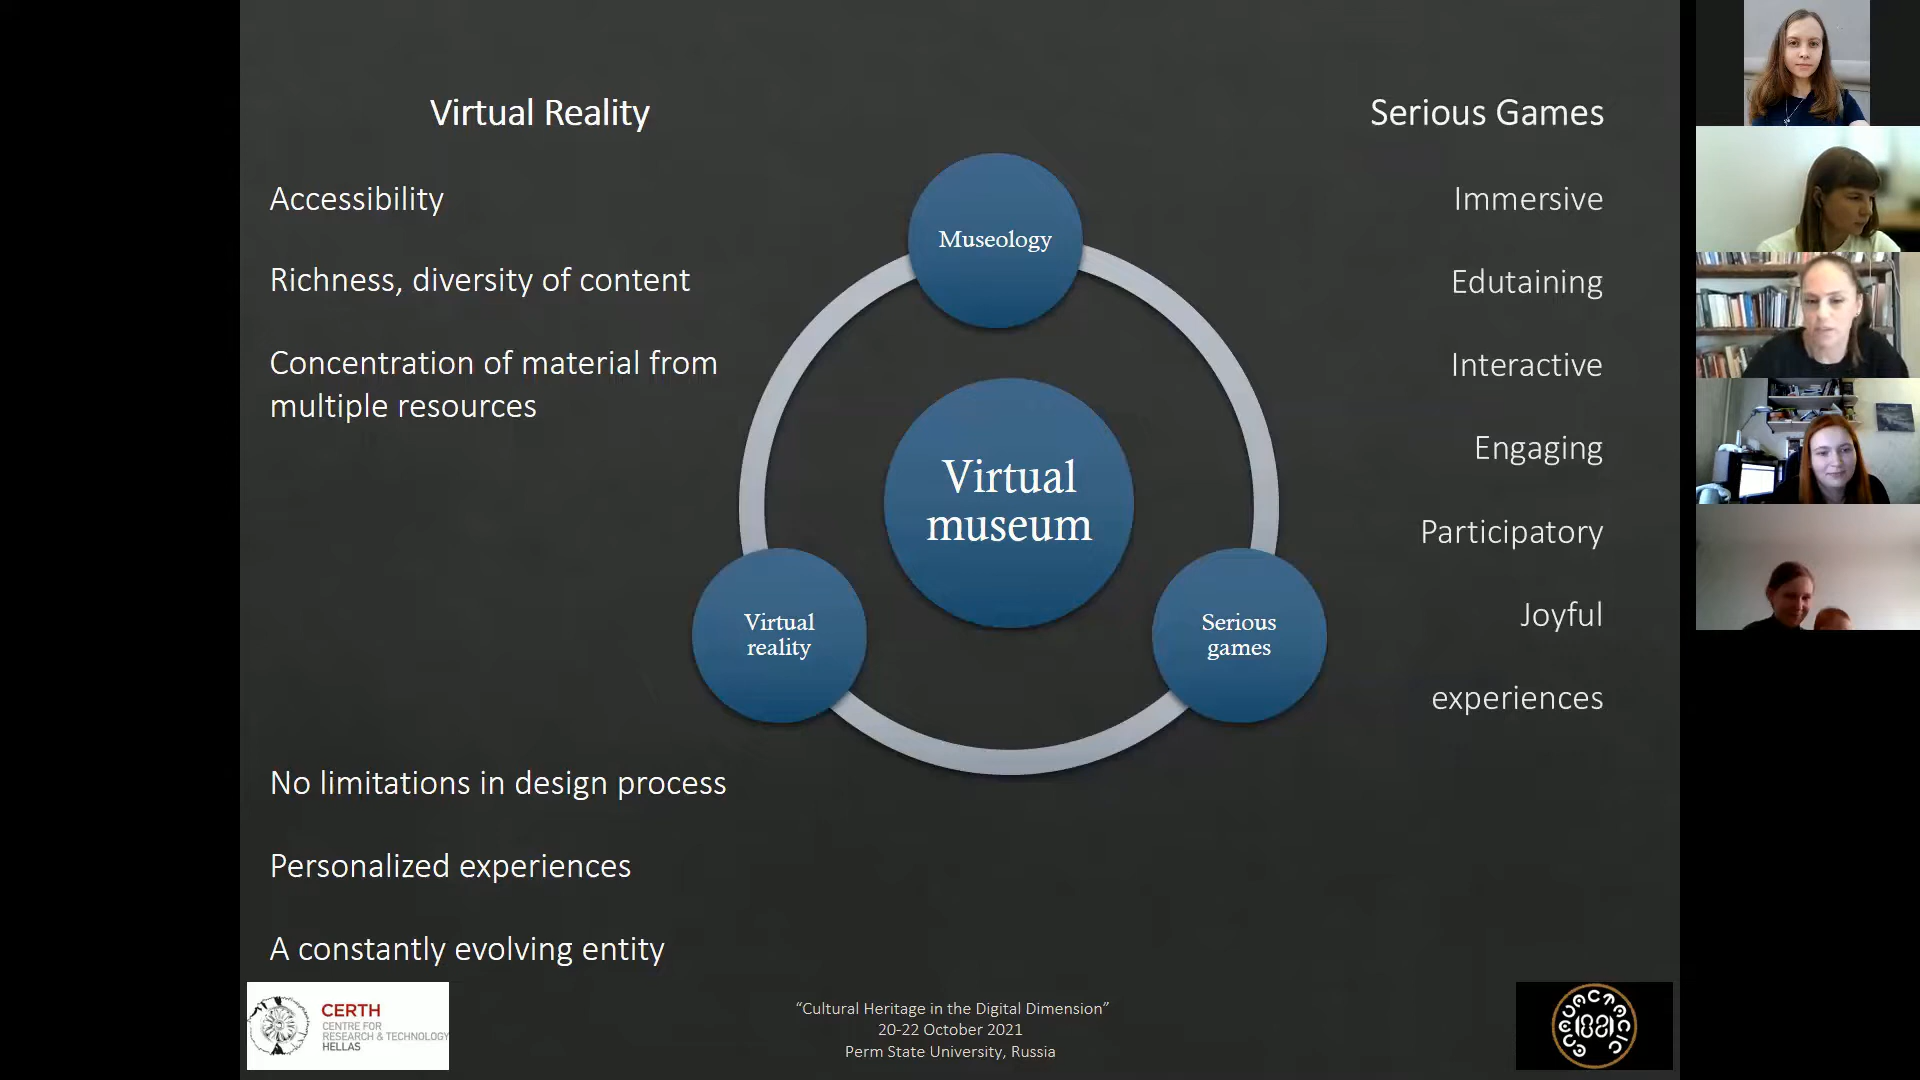 Virtual Reality
Accessibility
Richness, diversity of content
Concentration of material from
multiple resources
No limitations in design process
Personalized experiences
A constantly evolving entity
Museology
Virtual
museum
Virtual
reality
Serious
games
Serious Games
Immersive
Edutaining
Interactive
Engaging
Participatory
Joyful
experiences
CERTH
CENTRE FOR
RESEARCH & TECHNOLOGY
HELLAS
“Cultural Heritage in the Digital Dimension”
20-22 October 2021
Perm State University, Russia